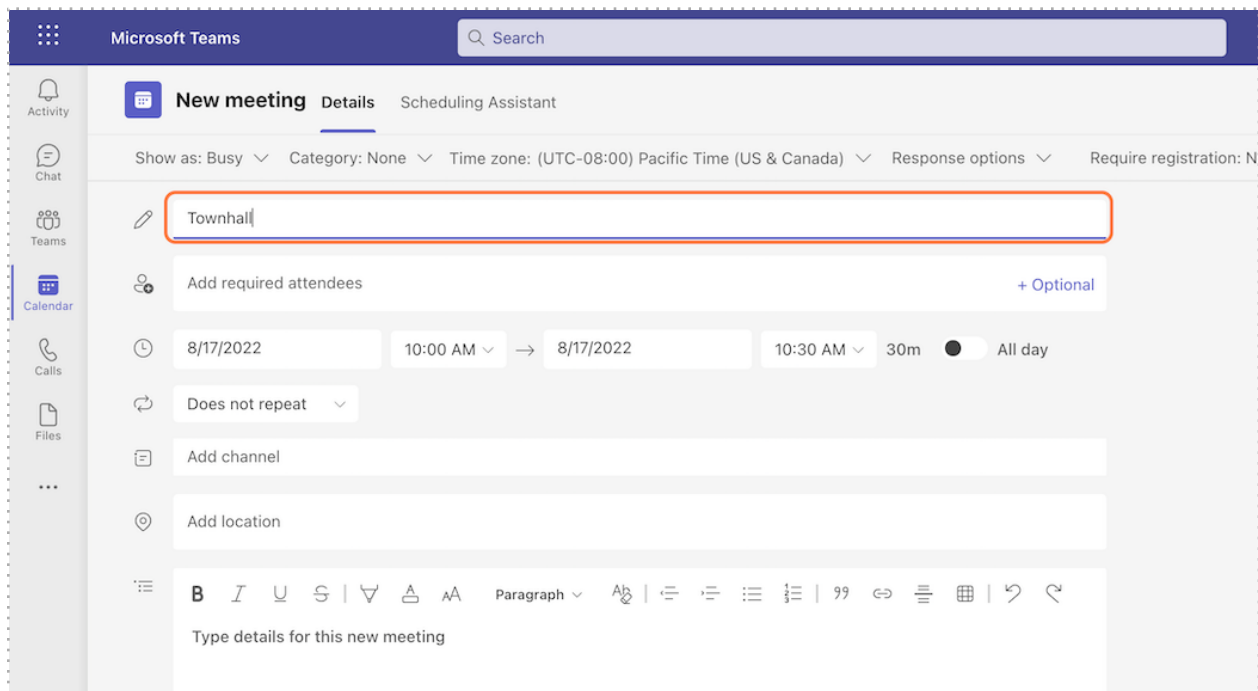 Microsoft Teams Search
Activity
Chat
Teams
Calendar
Calls
Files
New meeting Details Scheduling Assistant
Show as: Busy Category: None Time zone: (UTC-08:00) Pacific Time (US & Canada) Response options Require registration: N
Townhall
Add required attendees + Optional
8/17/2022 10:00 AM → 8/17/2022 10:30 AM 30m All day
Does not repeat
Add channel
Add location
B I U S A AA Paragraph Ab
Type details for this new meeting